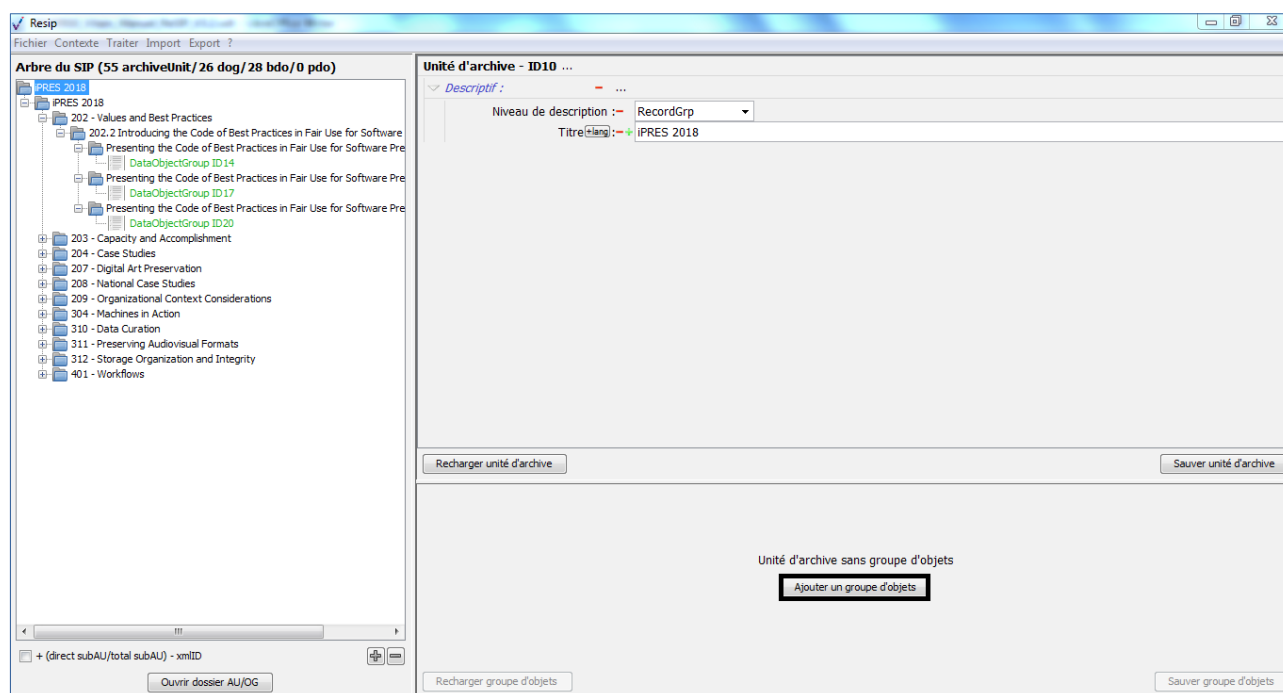 Resip
Fichier Contexte Traiter Import Export ?
Arbre du SIP (55 archiveUnit/26 dog/28 bdo/0 pdo)
iPRES 2018
iPRES 2018
202 - Values and Best Practices
202.2 Introducing the Code of Best Practices in Fair Use for Software
Presenting the Code of Best Practices in Fair Use for Software Pre
DataObjectGroup ID14
Presenting the Code of Best Practices in Fair Use for Software Pre
DataObjectGroup ID17
Presenting the Code of Best Practices in Fair Use for Software Pre
DataObjectGroup ID20
203 - Capacity and Accomplishment
204 - Case Studies
207 - Digital Art Preservation
208 - National Case Studies
209 - Organizational Context Considerations
304 - Machines in Action
310 - Data Curation
311 - Preserving Audiovisual Formats
312 - Storage Organization and Integrity
401 - Workflows
+ (direct subAU/total subAU) - xmlID
Ouvrir dossier AU/OG
Unité d'archive - ID10 ...
Descriptif : − ...
Niveau de description :− RecordGrp
Titre +lang :−+ iPRES 2018
Recharger unité d'archive Sauver unité d'archive
Unité d'archive sans groupe d'objets
Ajouter un groupe d'objets
Recharger groupe d'objets Sauver groupe d'objets